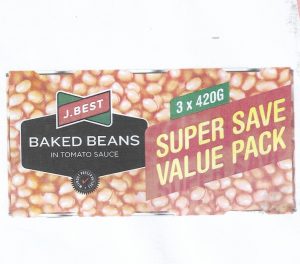 J.BEST
BAKED BEANS
IN TOMATO SAUCE
3 x 420G
SUPER SAVE
VALUE PACK